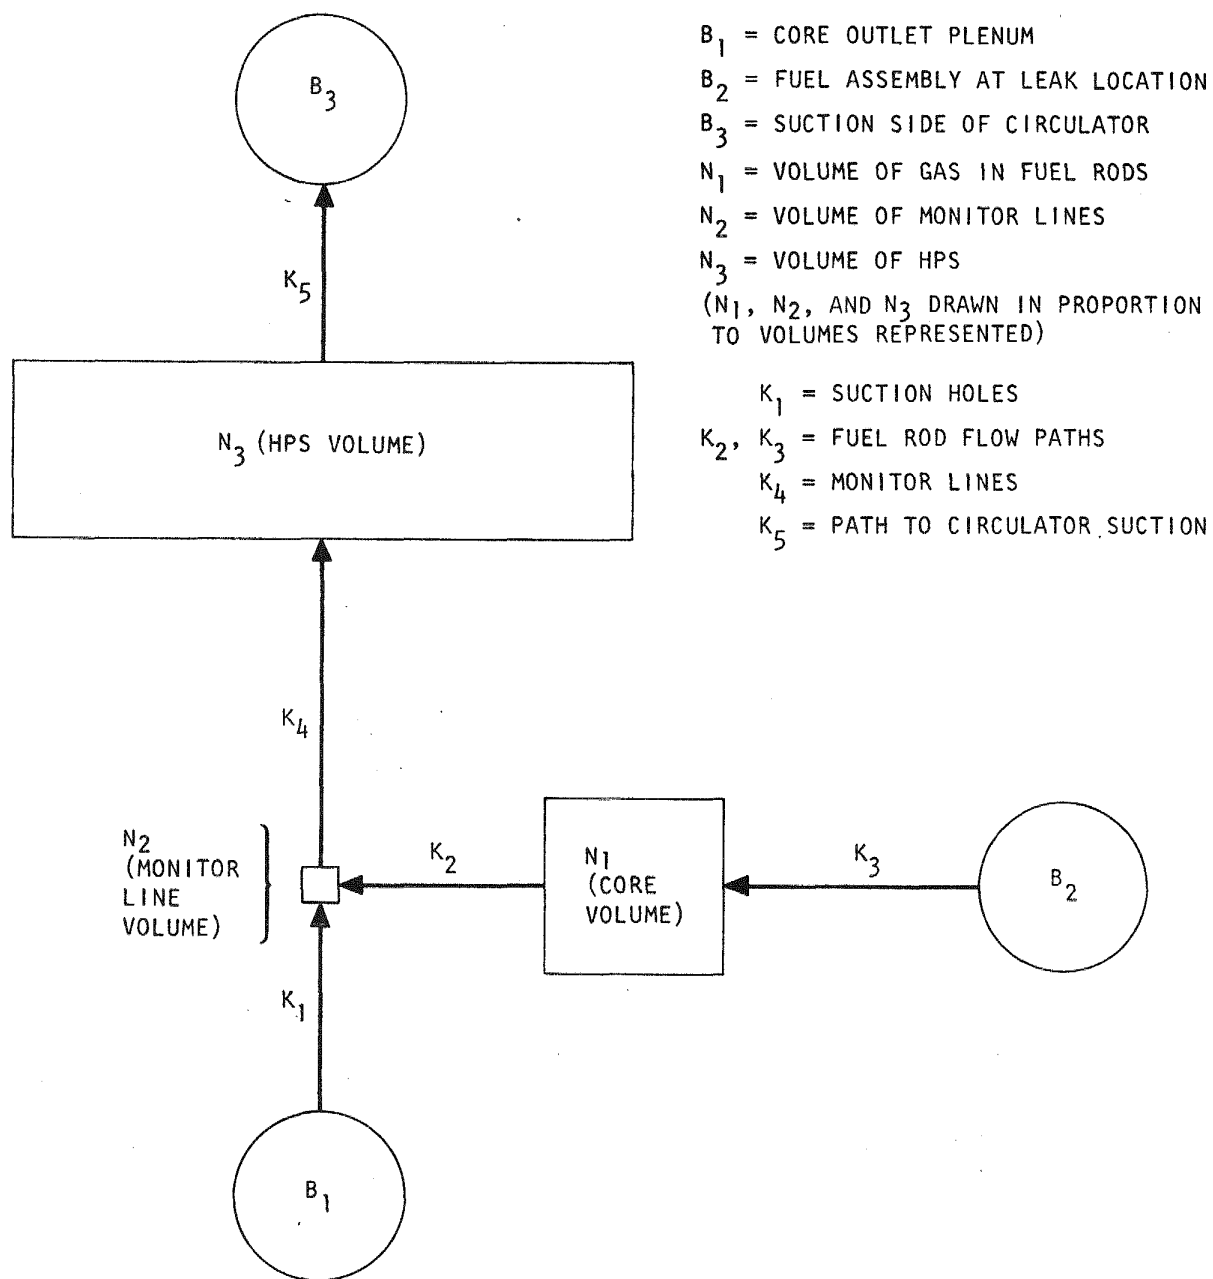 B₃
B₁ = CORE OUTLET PLENUM
B₂ = FUEL ASSEMBLY AT LEAK LOCATION
B₃ = SUCTION SIDE OF CIRCULATOR
N₁ = VOLUME OF GAS IN FUEL RODS
N₂ = VOLUME OF MONITOR LINES
N₃ = VOLUME OF HPS
(N₁, N₂, AND N₃ DRAWN IN PROPORTION
TO VOLUMES REPRESENTED)
K₁ = SUCTION HOLES
K₂, K₃ = FUEL ROD FLOW PATHS
K₄ = MONITOR LINES
K₅ = PATH TO CIRCULATOR SUCTION
K₅
N₃ (HPS VOLUME)
K₄
N₂
(MONITOR
LINE
VOLUME)
K₂
N₁
(CORE
VOLUME)
K₃
B₂
K₁
B₁